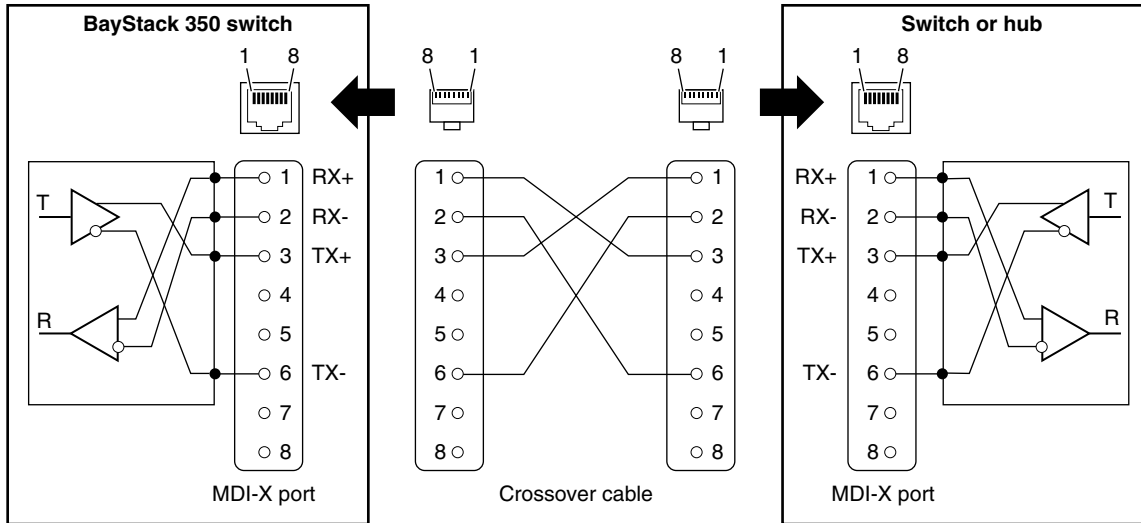 BayStack 350 switch
Switch or hub
1 8
8 1
8 1
1 8
1 RX+
1
1
RX+ 1
T
2 RX-
2
2
RX- 2
T
3 TX+
3
3
TX+ 3
4
4
4
4
R
5
5
5
5
R
6 TX-
6
6
TX- 6
7
7
7
7
8
8
8
8
MDI-X port
Crossover cable
MDI-X port